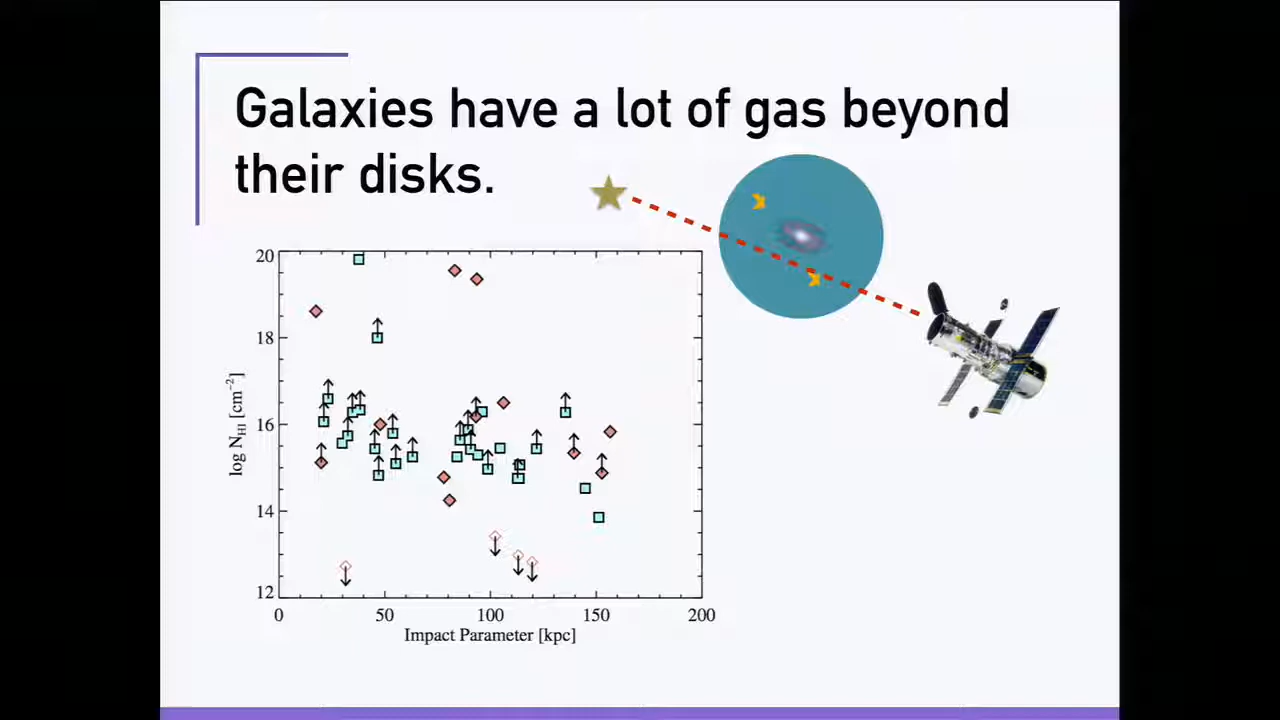 Galaxies have a lot of gas beyond
their disks.
20
18
16
14
12
log N_HI [cm⁻²]
0 50 100 150 200
Impact Parameter [kpc]